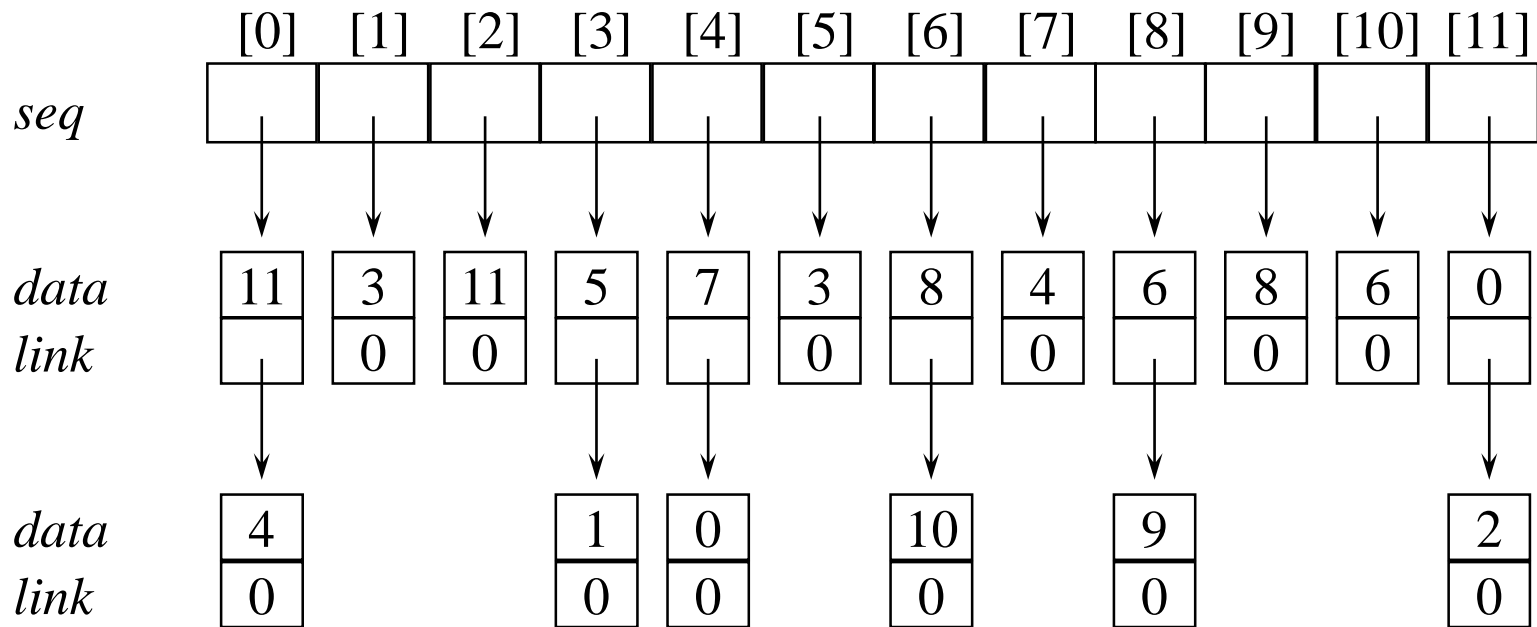 [0] [1] [2] [3] [4] [5] [6] [7] [8] [9] [10] [11]
seq
data 11 3 11 5 7 3 8 4 6 8 6 0
link 0 0 0 0 0 0
data 4 1 0 10 9 2
link 0 0 0 0 0 0